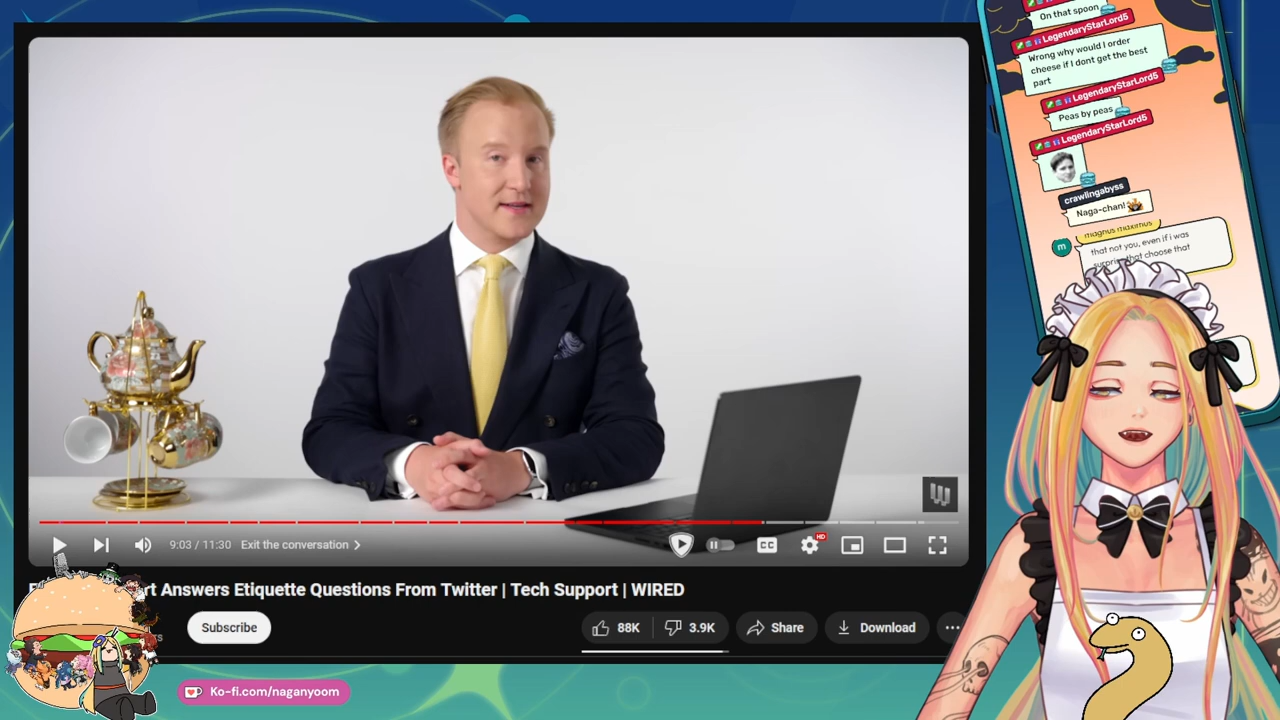 On that spoon
LegendaryStarLord5
Wrong why would I order
cheese if I dont get the best
part
LegendaryStarLord5
Peas by peas
LegendaryStarLord5
crawlingabyss
Naga-chan!
magnus maximus
m
that not you, even if i was
that choose that
9:03 / 11:30 Exit the conversation
CC
HD
Answers Etiquette Questions From Twitter | Tech Support | WIRED
Subscribe
88K
3.9K
Share
Download
Ko-fi.com/naganyoom